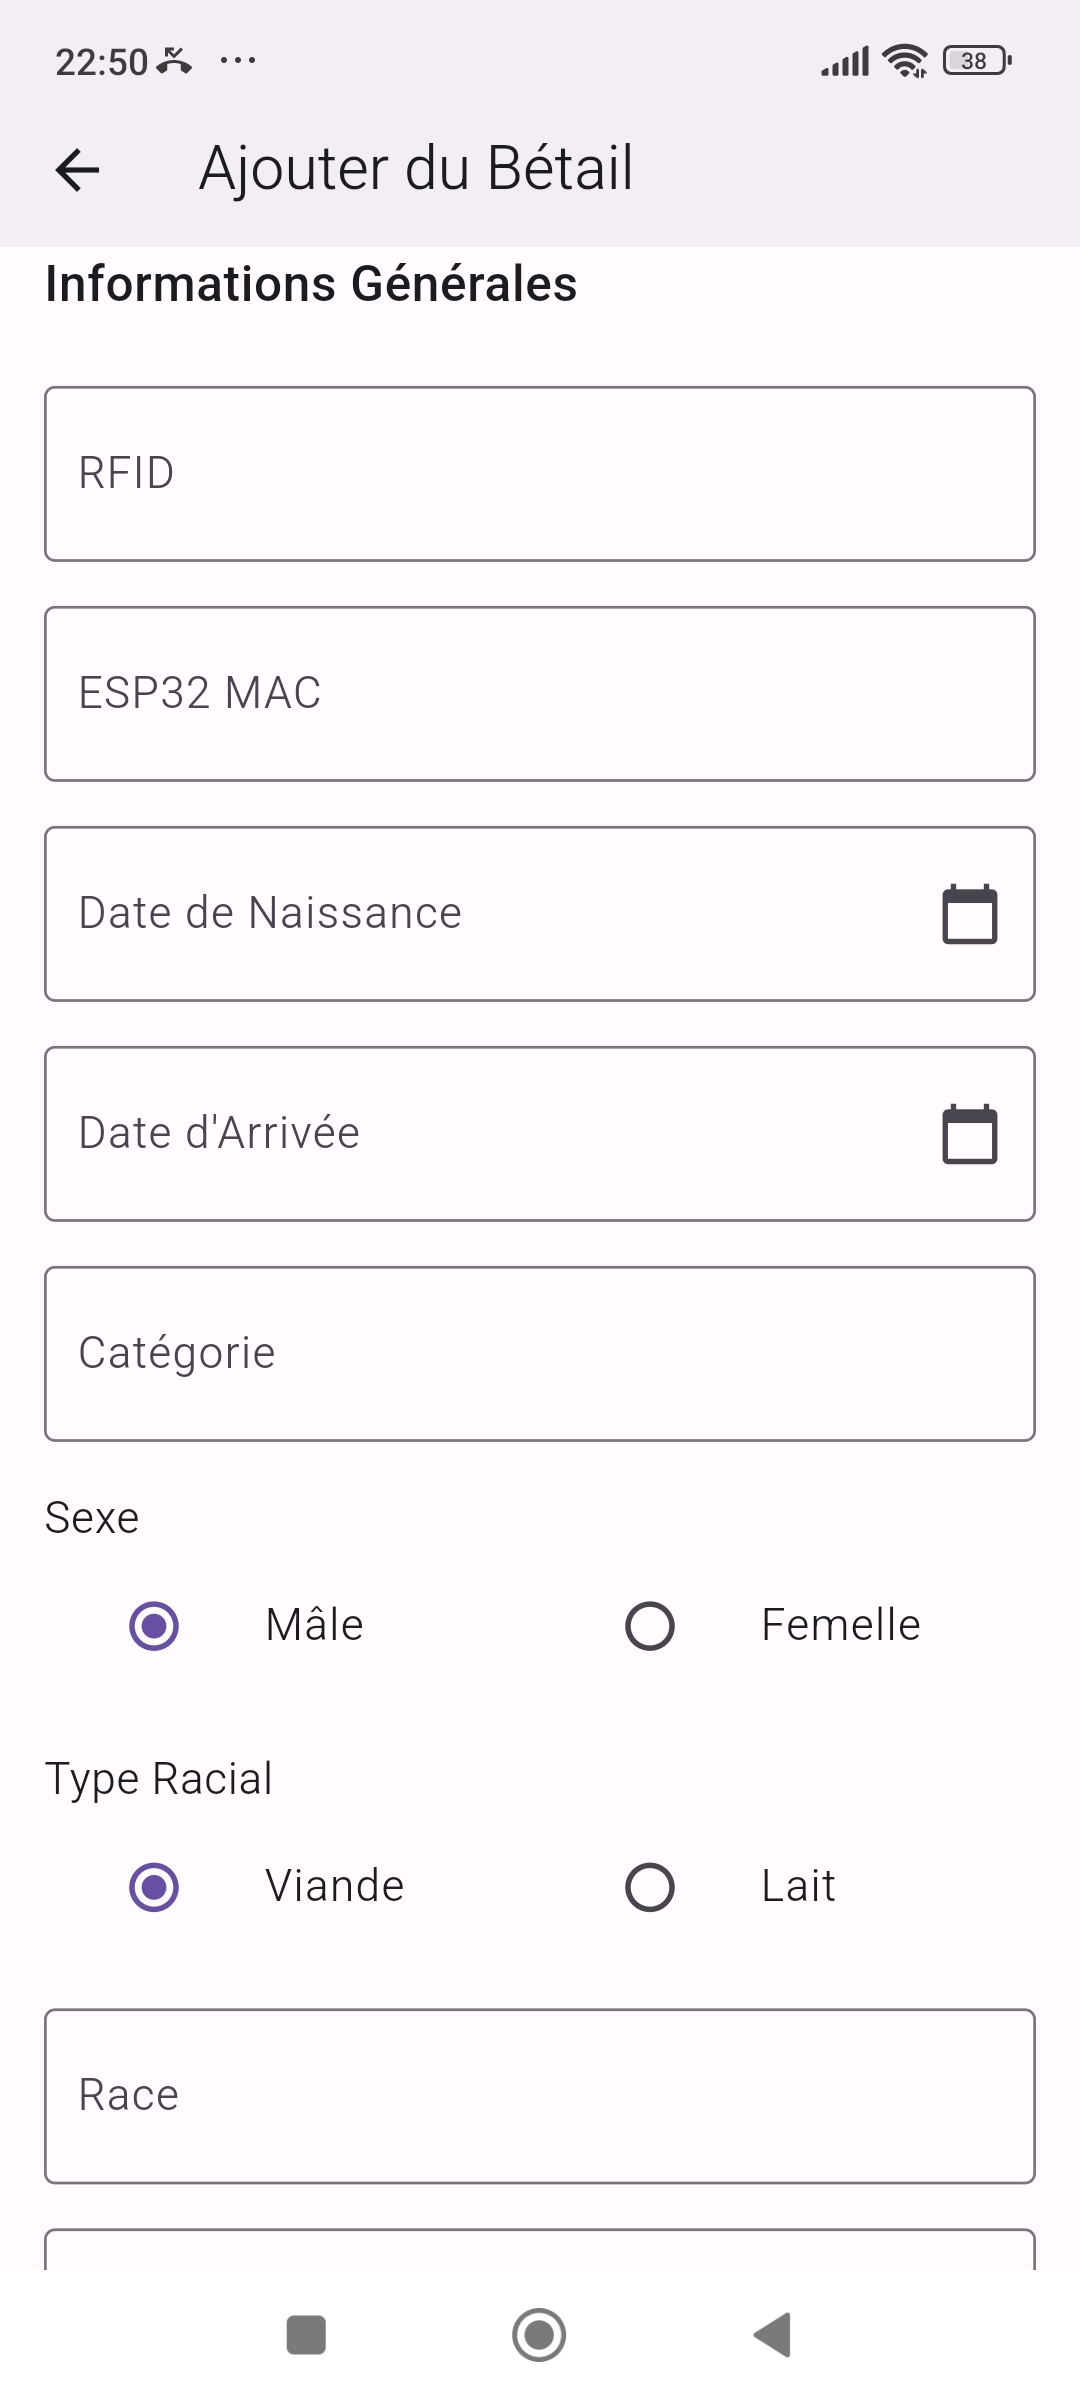 22:50
38
Ajouter du Bétail
Informations Générales
RFID
ESP32 MAC
Date de Naissance
Date d'Arrivée
Catégorie
Sexe
Mâle Femelle
Type Racial
Viande Lait
Race